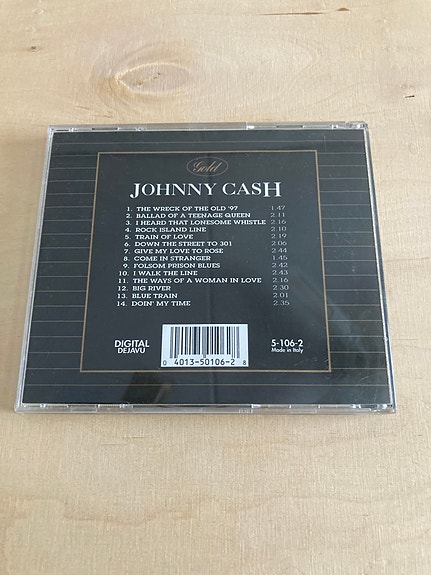 Gold
JOHNNY CASH
1. THE WRECK OF THE OLD '97 1.47
2. BALLAD OF A TEENAGE QUEEN 2.11
3. I HEARD THAT LONESOME WHISTLE 2.16
4. ROCK ISLAND LINE 2.10
5. TRAIN OF LOVE 2.19
6. DOWN THE STREET TO 301 2.06
7. GIVE MY LOVE TO ROSE 2.44
8. COME IN STRANGER 1.45
9. FOLSOM PRISON BLUES 2.42
10. I WALK THE LINE 2.43
11. THE WAYS OF A WOMAN IN LOVE 2.16
12. BIG RIVER 2.30
13. BLUE TRAIN 2.01
14. DOIN' MY TIME 2.35
DIGITAL
DEJAVU
0 4013-50106-2 8
5-106-2
Made in Italy